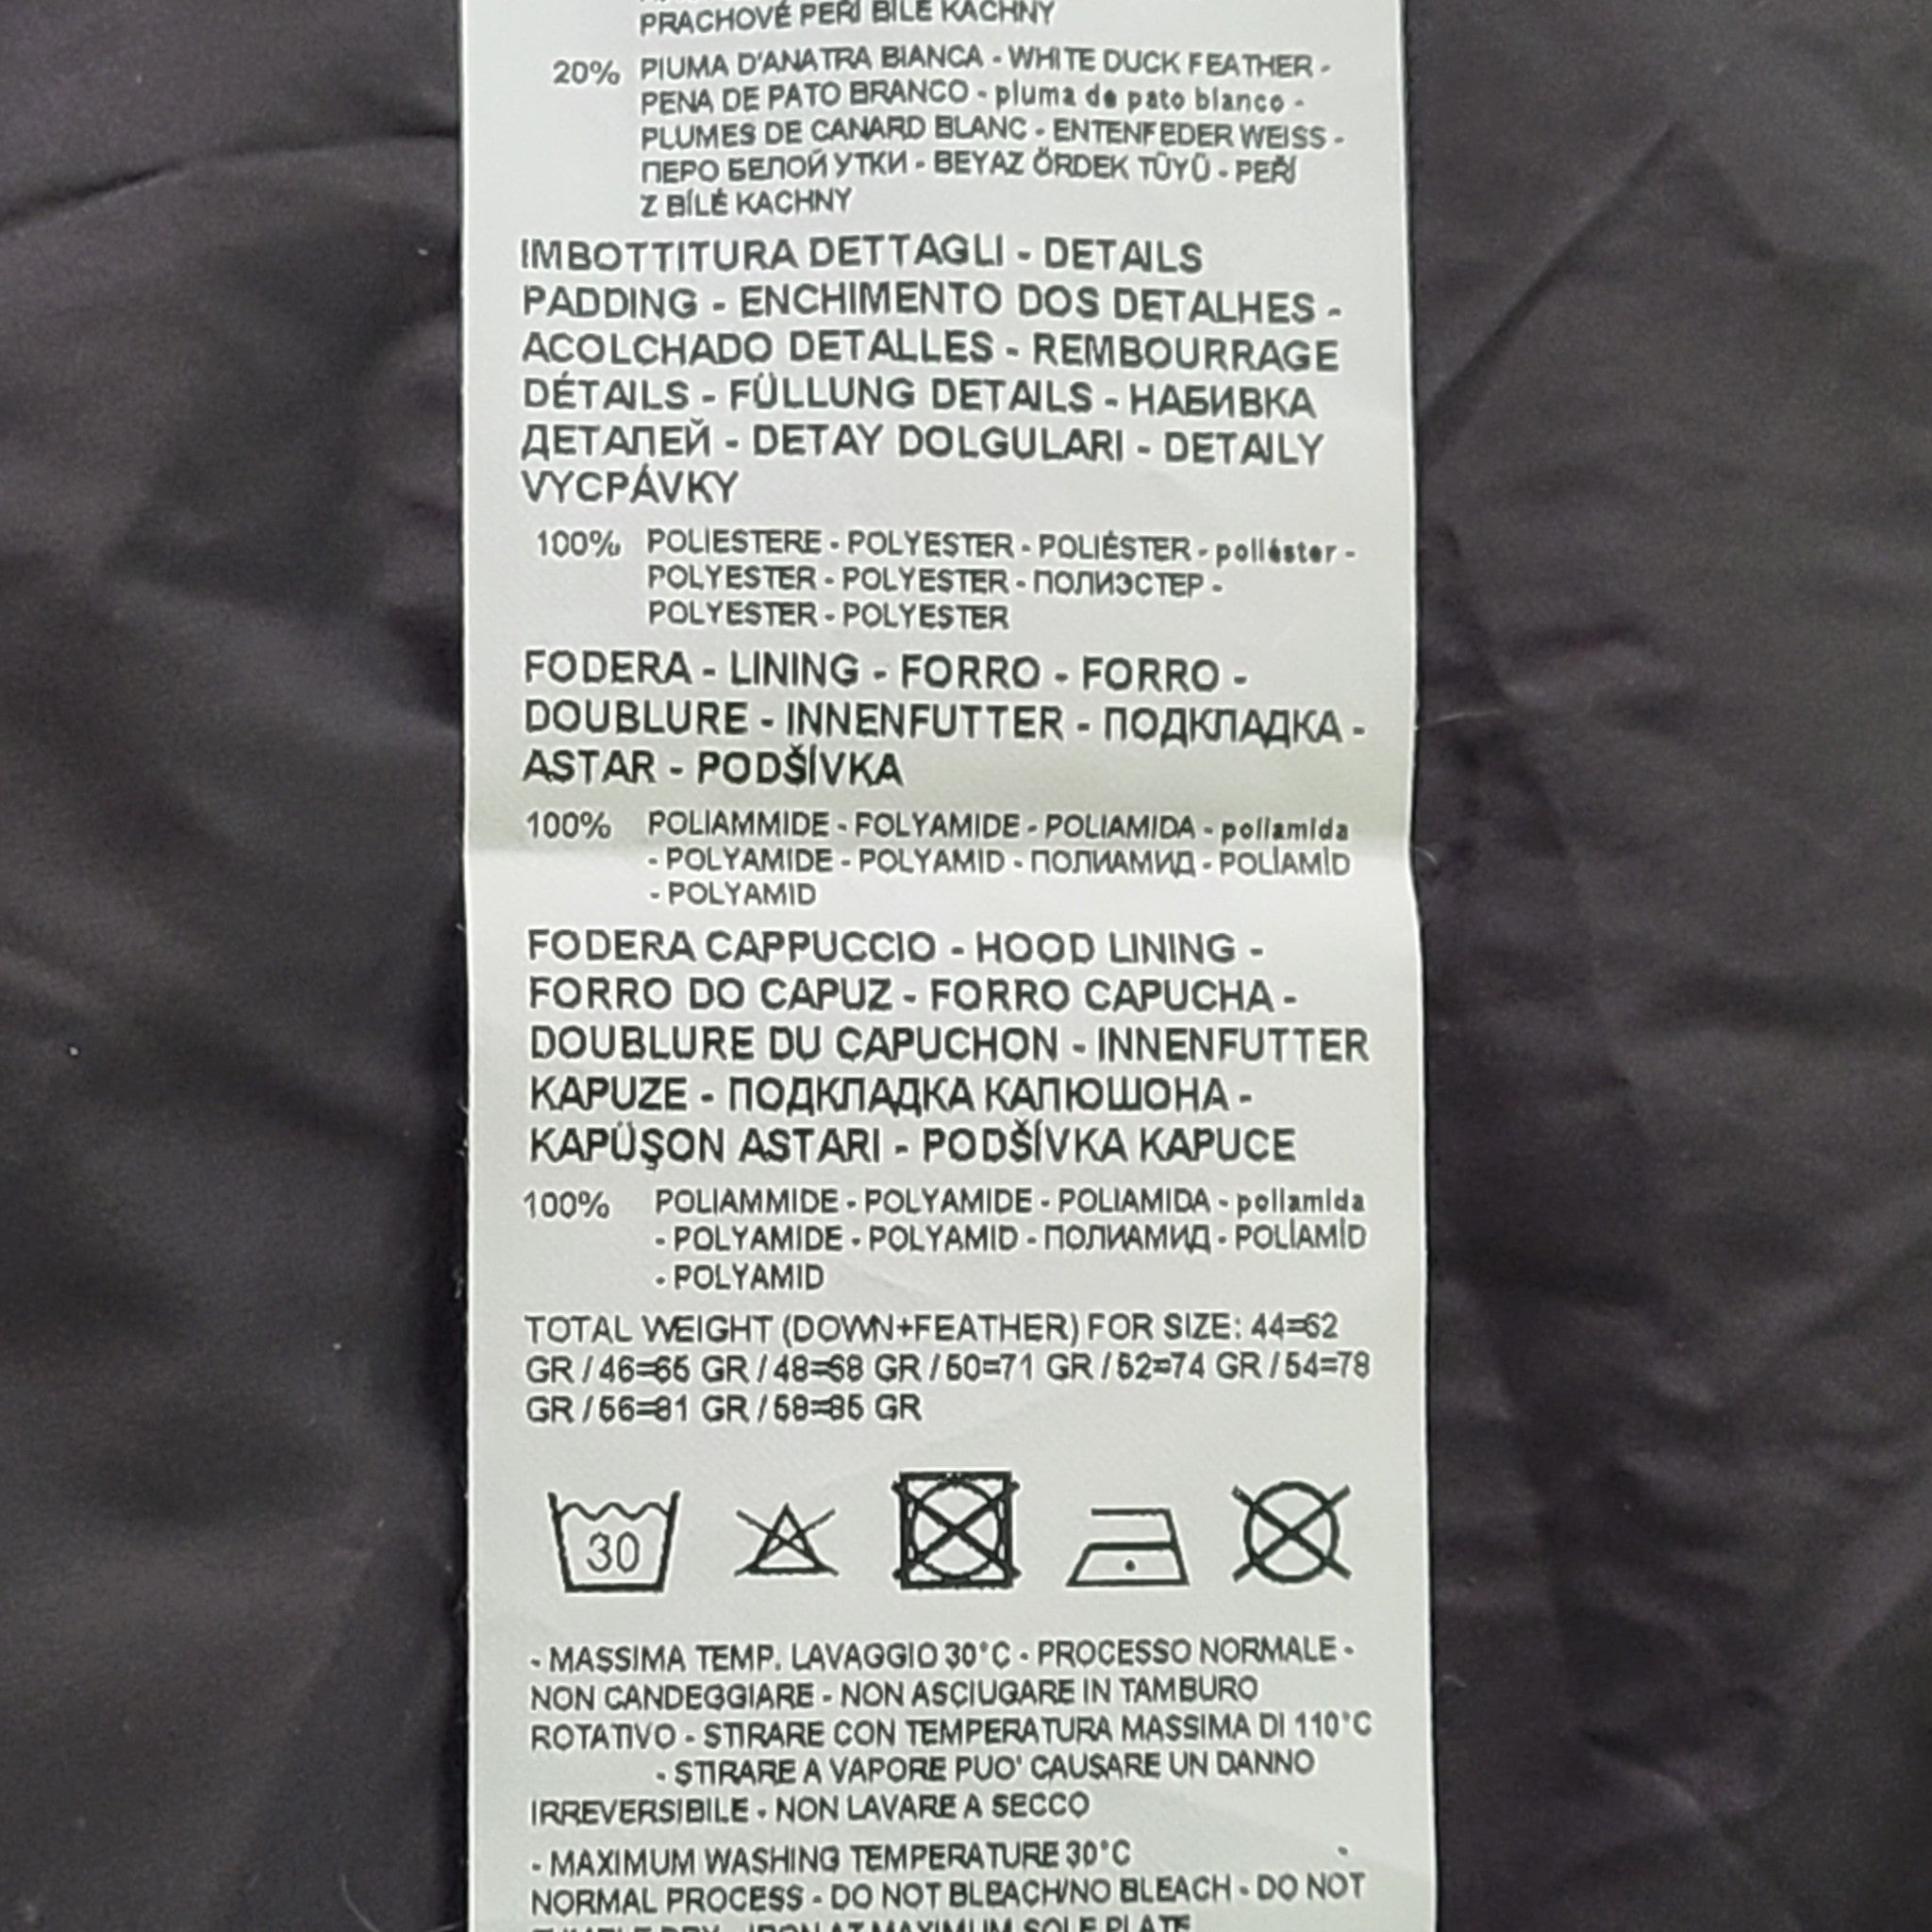 PRACHOVÉ PEŘÍ BÍLÉ KACHNY
20% PIUMA D'ANATRA BIANCA - WHITE DUCK FEATHER -
PENA DE PATO BRANCO - pluma de pato blanco -
PLUMES DE CANARD BLANC - ENTENFEDER WEISS -
ПЕРО БЕЛОЙ УТКИ - BEYAZ ÖRDEK TÜYÜ - PEŘÍ
Z BÍLÉ KACHNY
IMBOTTITURA DETTAGLI - DETAILS
PADDING - ENCHIMENTO DOS DETALHES -
ACOLCHADO DETALLES - REMBOURRAGE
DÉTAILS - FÜLLUNG DETAILS - НАБИВКА
ДЕТАЛЕЙ - DETAY DOLGULARI - DETAILY
VYCPÁVKY
100% POLIESTERE - POLYESTER - POLIÉSTER - poliéster -
POLYESTER - POLYESTER - ПОЛИЭСТЕР -
POLYESTER - POLYESTER
FODERA - LINING - FORRO - FORRO -
DOUBLURE - INNENFUTTER - ПОДКЛАДКА -
ASTAR - PODŠÍVKA
100% POLIAMMIDE - POLYAMIDE - POLIAMIDA - poliamida
- POLYAMIDE - POLYAMID - ПОЛИАМИД - POLİAMİD
- POLYAMID
FODERA CAPPUCCIO - HOOD LINING -
FORRO DO CAPUZ - FORRO CAPUCHA -
DOUBLURE DU CAPUCHON - INNENFUTTER
KAPUZE - ПОДКЛАДКА КАПЮШОНА -
KAPÜŞON ASTARI - PODŠÍVKA KAPUCE
100% POLIAMMIDE - POLYAMIDE - POLIAMIDA - poliamida
- POLYAMIDE - POLYAMID - ПОЛИАМИД - POLİAMİD
- POLYAMID
TOTAL WEIGHT (DOWN+FEATHER) FOR SIZE: 44=62
GR / 46=65 GR / 48=68 GR / 50=71 GR / 52=74 GR / 54=78
GR / 56=81 GR / 58=85 GR
30
- MASSIMA TEMP. LAVAGGIO 30°C - PROCESSO NORMALE -
NON CANDEGGIARE - NON ASCIUGARE IN TAMBURO
ROTATIVO - STIRARE CON TEMPERATURA MASSIMA DI 110°C
- STIRARE A VAPORE PUO' CAUSARE UN DANNO
IRREVERSIBILE - NON LAVARE A SECCO
- MAXIMUM WASHING TEMPERATURE 30°C -
NORMAL PROCESS - DO NOT BLEACH/NO BLEACH - DO NOT
TUMBLE DRY - IRON AT MAXIMUM SOLE PLATE